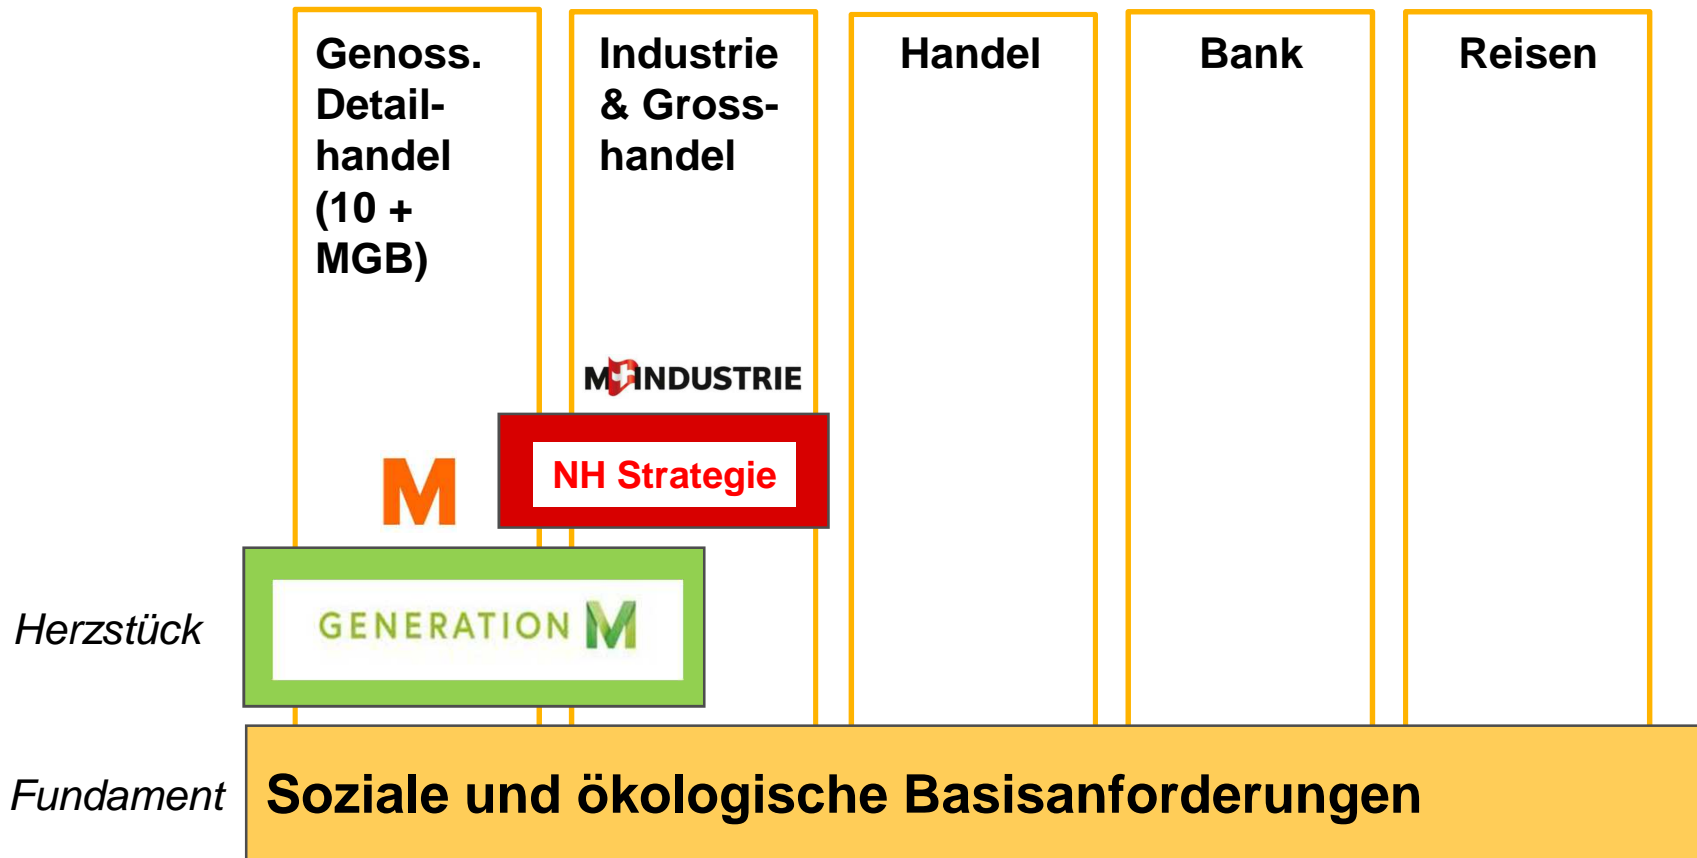 Genoss.
Detail-
handel
(10 +
MGB)
Industrie
& Gross-
handel
Handel
Bank
Reisen
M INDUSTRIE
NH Strategie
M
Herzstück
GENERATION M
Fundament
Soziale und ökologische Basisanforderungen